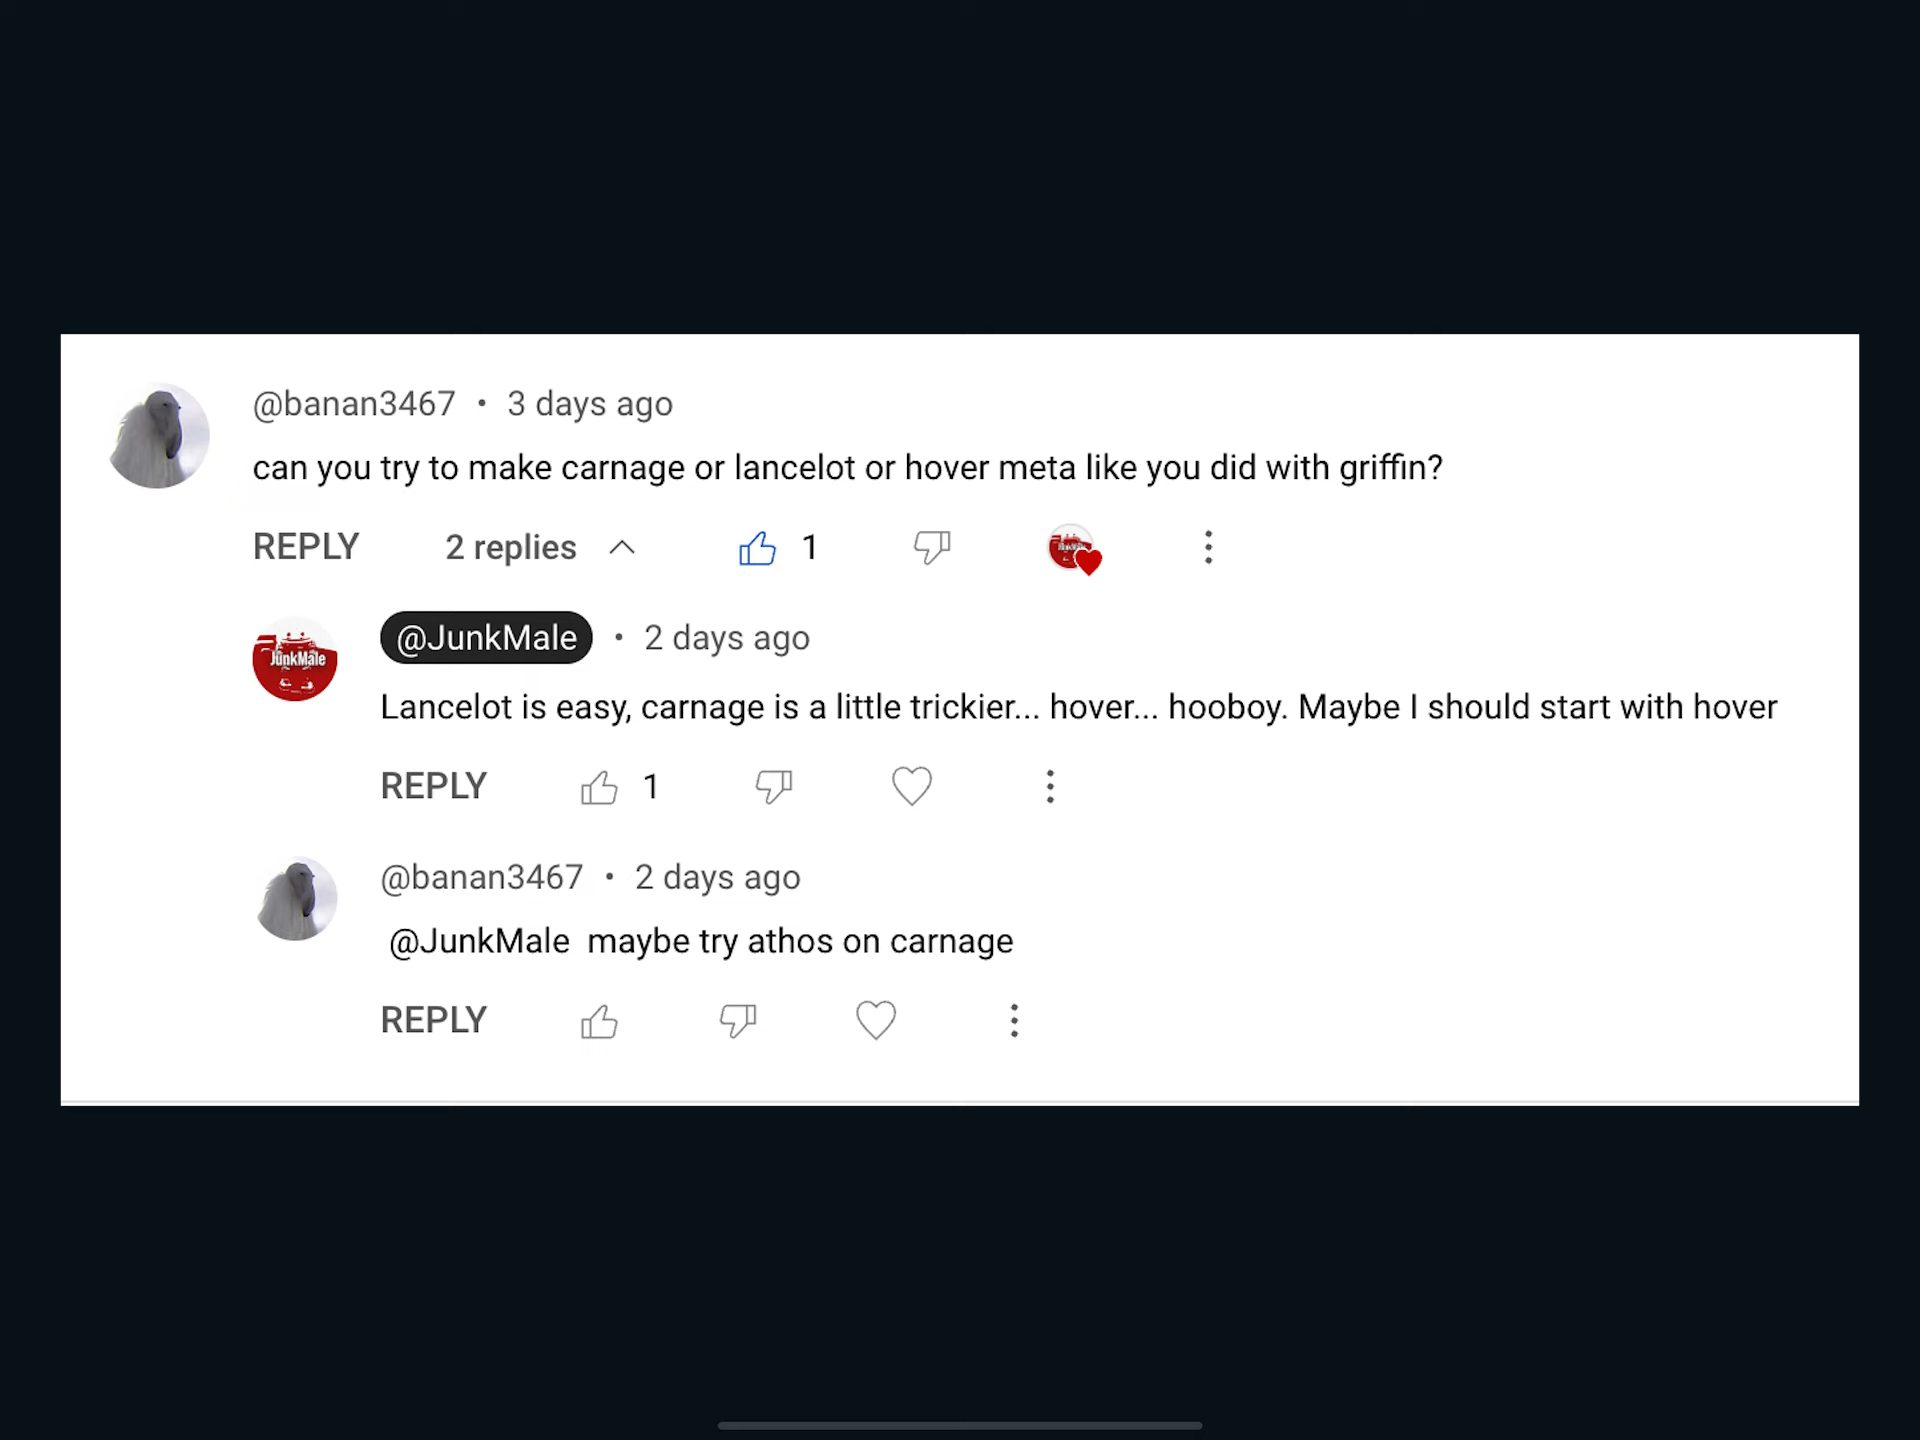 @banan3467 • 3 days ago
can you try to make carnage or lancelot or hover meta like you did with griffin?
REPLY 2 replies 1
JunkMale
@JunkMale • 2 days ago
Lancelot is easy, carnage is a little trickier... hover... hooboy. Maybe I should start with hover
REPLY 1
@banan3467 • 2 days ago
@JunkMale maybe try athos on carnage
REPLY